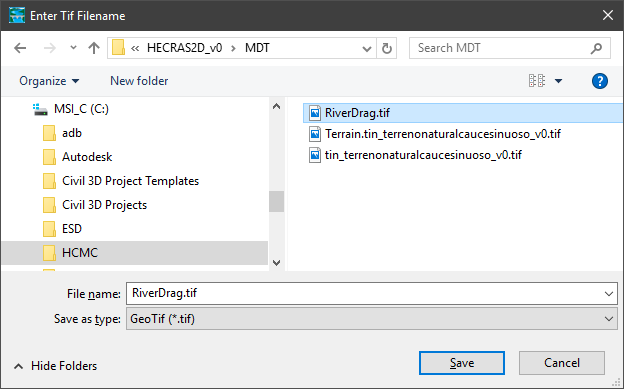 Enter Tif Filename
« HECRAS2D_v0 > MDT
Search MDT
Organize
New folder
?
MSI_C (C:)
adb
Autodesk
Civil 3D Project Templates
Civil 3D Projects
ESD
HCMC
RiverDrag.tif
Terrain.tin_terrenonaturalcaucesinuoso_v0.tif
tin_terrenonaturalcaucesinuoso_v0.tif
File name: RiverDrag.tif
Save as type: GeoTif (*.tif)
Hide Folders
Save
Cancel